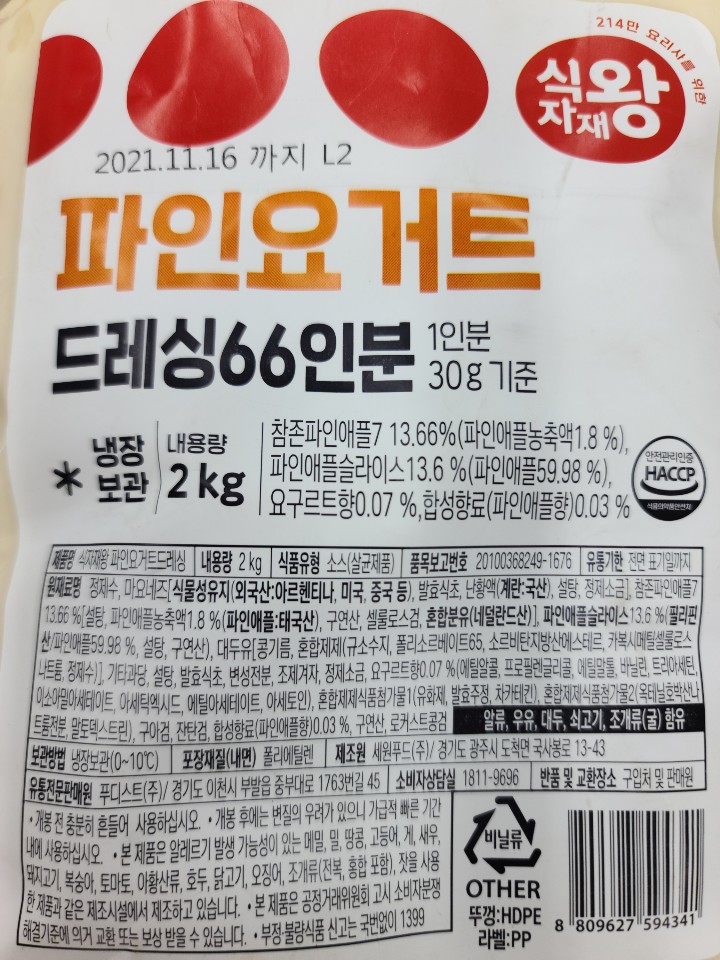 214만 요리사를 위한
식자재왕
2021.11.16 까지 L2
파인요거트
드레싱66인분
1인분
30g 기준
* 냉장
보관
내용량
2kg
참존파인애플7 13.66%(파인애플농축액1.8 %),
파인애플슬라이스13.6 %(파인애플59.98 %),
요구르트향0.07 %,합성향료(파인애플향)0.03 %
안전관리인증
HACCP
식품의약품안전처
제품명 식자재왕 파인요거트드레싱 내용량 2 kg 식품유형 소스(살균제품) 품목보고번호 20100368249-1676 유통기한 전면 표기일까지
원재료명 정제수, 마요네즈[식물성유지(외국산:아르헨티나, 미국, 중국 등), 발효식초, 난황액(계란:국산), 설탕, 정제소금], 참존파인애플7
13.66 %[설탕, 파인애플농축액1.8 %(파인애플:태국산), 구연산, 셀룰로스검, 혼합분유(네덜란드산)], 파인애플슬라이스13.6 %(필리핀
산/파인애플59.98 %, 설탕, 구연산), 대두유[콩기름, 혼합제제(규소수지, 폴리소르베이트65, 소르비탄지방산에스테르, 카복시메틸셀룰로스
나트륨, 정제수)], 기타과당, 설탕, 발효식초, 변성전분, 조제겨자, 정제소금, 요구르트향0.07 %(에틸알콜, 프로필렌글리콜, 에틸말톨, 바닐린, 트리아세틴,
이소아밀아세테이트, 아세틱엑시드, 에틸아세테이트, 아세토인), 혼합제제식품첨가물1(유화제, 발효주정, 차카테킨), 혼합제제식품첨가물2(옥테닐호박산나
트륨전분, 말토덱스트린), 구아검, 잔탄검, 합성향료(파인애플향)0.03 %, 구연산, 로커스트콩검 알류, 우유, 대두, 쇠고기, 조개류(굴) 함유
보관방법 냉장보관(0~10℃) 포장재질(내면) 폴리에틸렌 제조원 세원푸드(주)/ 경기도 광주시 도척면 국사봉로 13-43
유통전문판매원 푸디스트(주)/ 경기도 이천시 부발읍 중부대로 1763번길 45 소비자상담실 1811-9696 반품 및 교환장소 구입처 및 판매원
• 개봉 전 충분히 흔들어 사용하십시오. • 개봉 후에는 변질의 우려가 있으니 가급적 빠른 기간
내에 사용하십시오. • 본 제품은 알레르기 발생 가능성이 있는 메밀, 밀, 땅콩, 고등어, 게, 새우,
돼지고기, 복숭아, 토마토, 아황산류, 호두, 닭고기, 오징어, 조개류(전복, 홍합 포함), 잣을 사용
한 제품과 같은 제조시설에서 제조하고 있습니다. • 본 제품은 공정거래위원회 고시 소비자분쟁
해결기준에 의거 교환 또는 보상 받을 수 있습니다. • 부정·불량식품 신고는 국번없이 1399
비닐류
OTHER
뚜껑:HDPE
라벨:PP
8 809627 594341